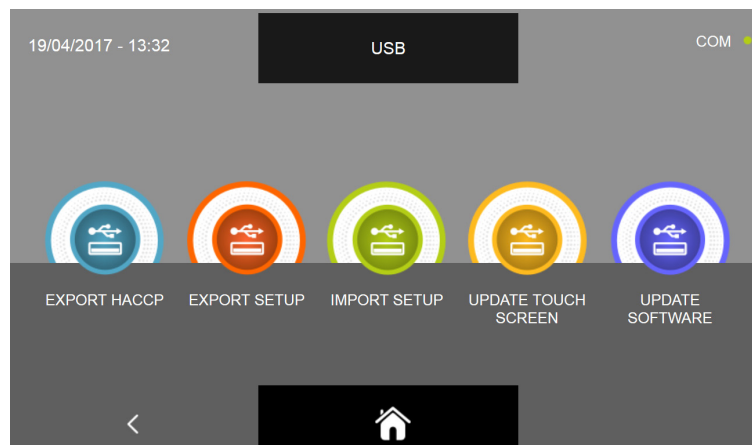 19/04/2017 - 13:32
USB
COM
EXPORT HACCP
EXPORT SETUP
IMPORT SETUP
UPDATE TOUCH
SCREEN
UPDATE
SOFTWARE